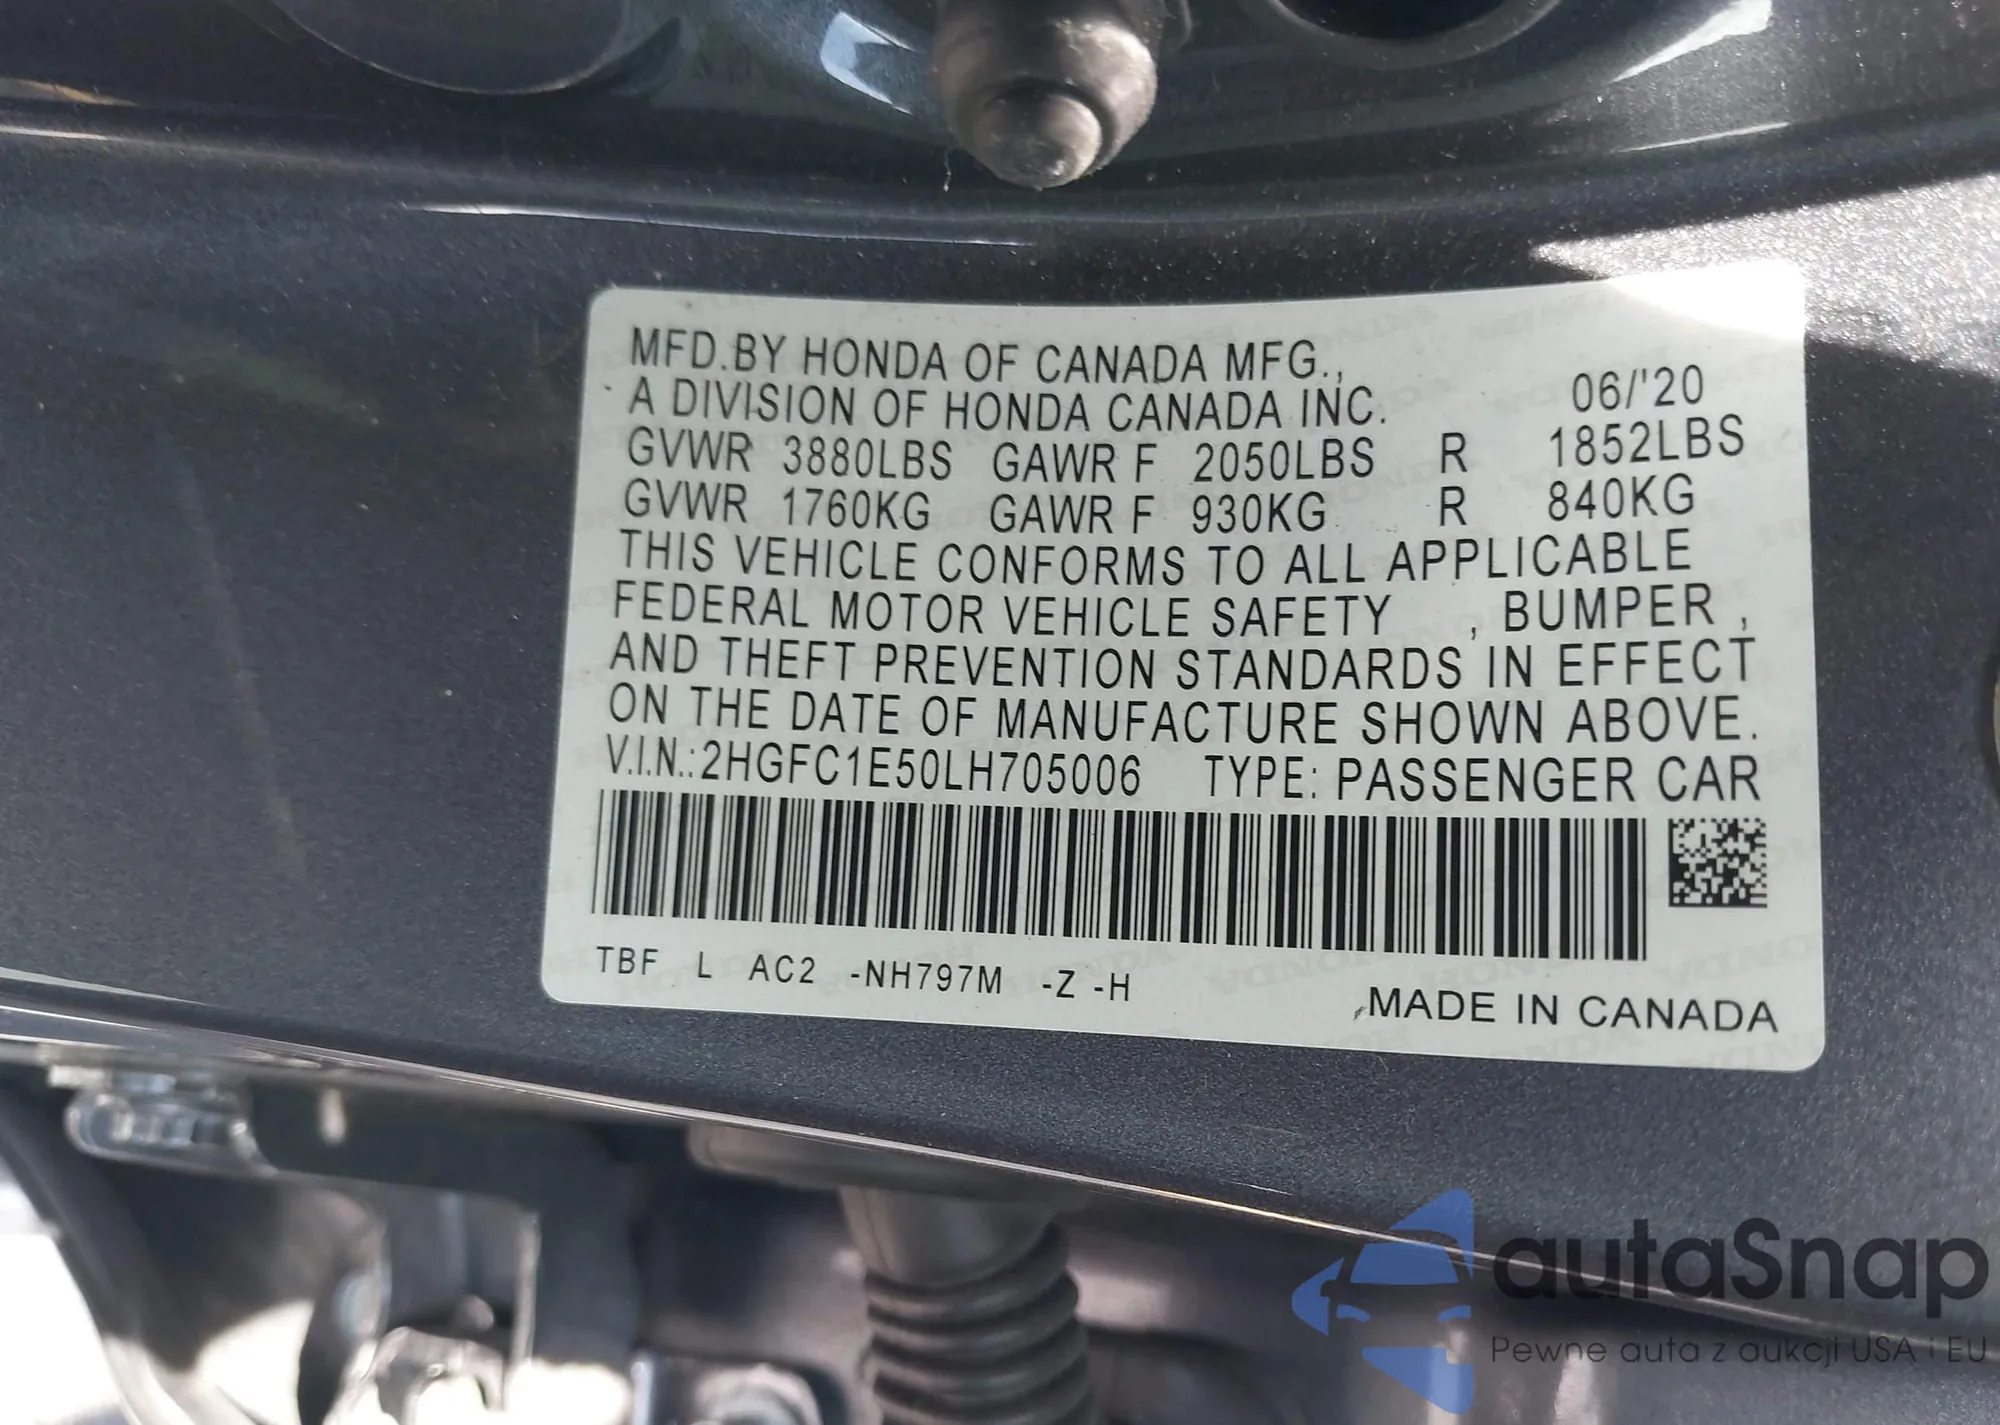 MFD.BY HONDA OF CANADA MFG.,
A DIVISION OF HONDA CANADA INC. 06/'20
GVWR 3880LBS GAWR F 2050LBS R 1852LBS
GVWR 1760KG GAWR F 930KG R 840KG
THIS VEHICLE CONFORMS TO ALL APPLICABLE
FEDERAL MOTOR VEHICLE SAFETY , BUMPER ,
AND THEFT PREVENTION STANDARDS IN EFFECT
ON THE DATE OF MANUFACTURE SHOWN ABOVE.
V.I.N.:2HGFC1E50LH705006 TYPE: PASSENGER CAR
TBF L AC2 -NH797M -Z -H
MADE IN CANADA
autaSnap
Pewne auta z aukcji USA i EU